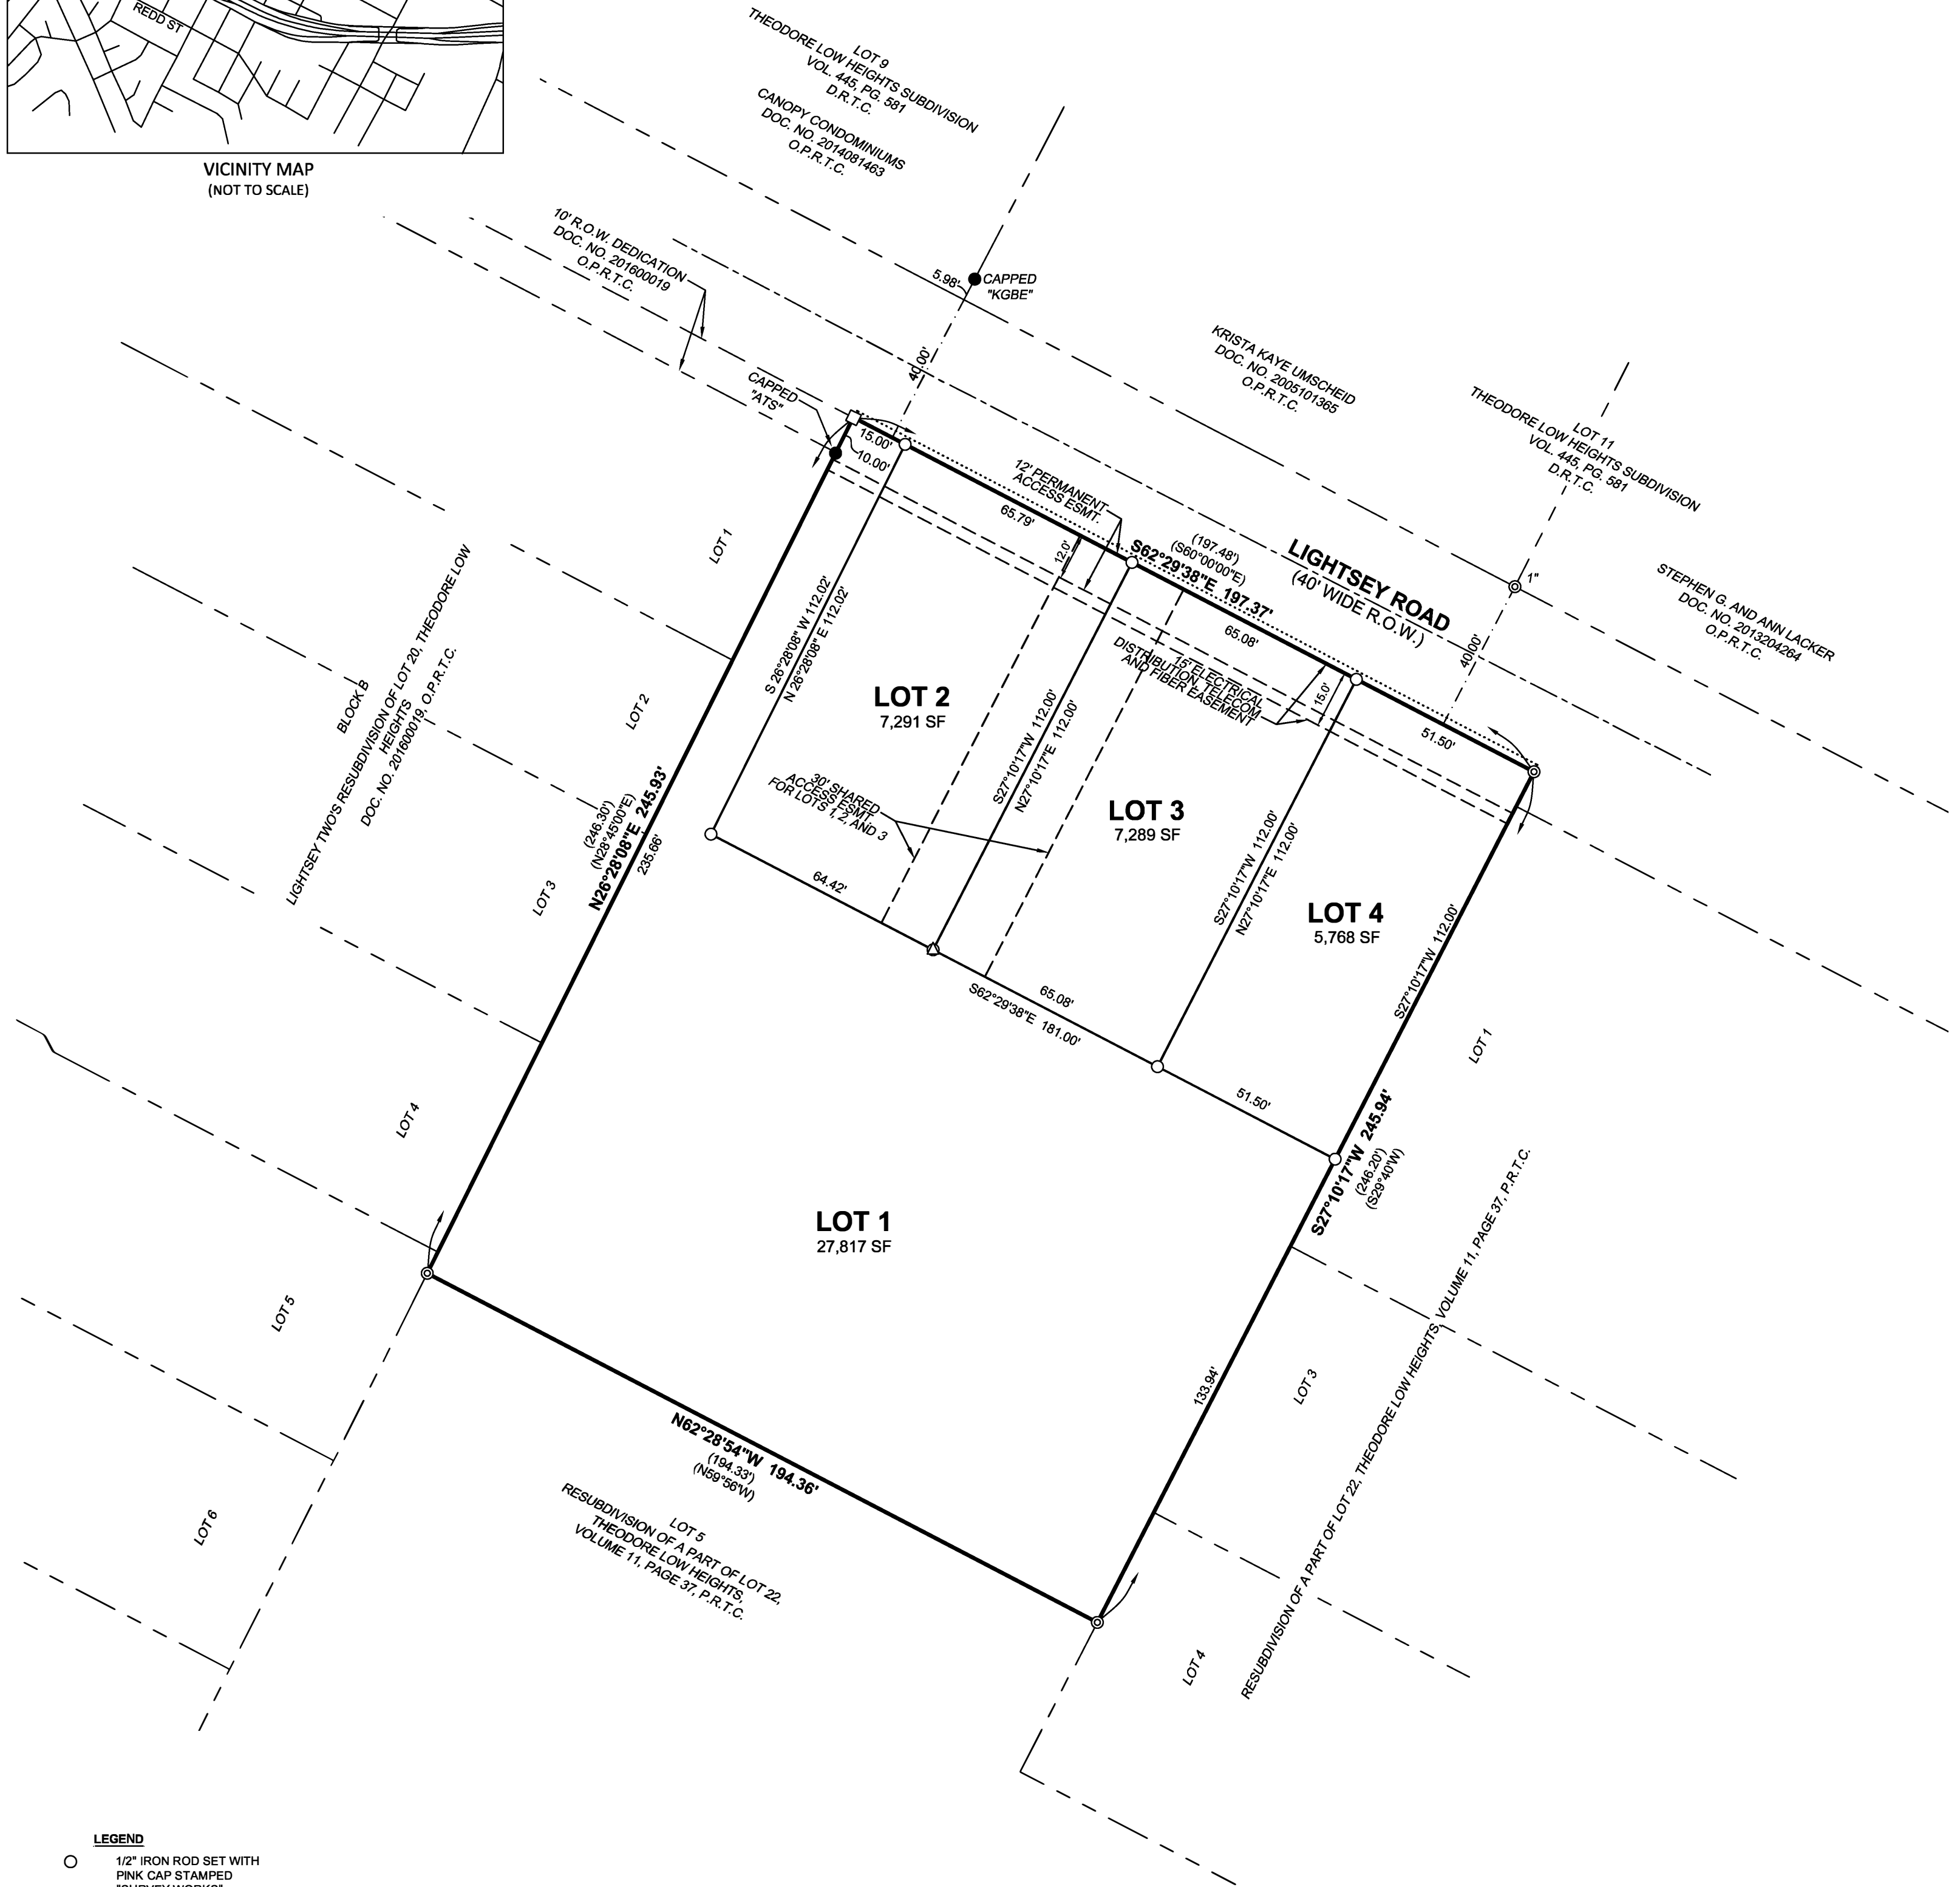 REDD ST
VICINITY MAP
(NOT TO SCALE)
LOT 9
THEODORE LOW HEIGHTS SUBDIVISION
VOL. 445, PG. 581
D.R.T.C.
CANOPY CONDOMINIUMS
DOC. NO. 2014081463
O.P.R.T.C.
10' R.O.W. DEDICATION
DOC. NO. 201600019
O.P.R.T.C.
5.98'
CAPPED
"KGBE"
40.00'
KRISTA KAYE UMSCHEID
DOC. NO. 2005101365
O.P.R.T.C.
LOT 11
THEODORE LOW HEIGHTS SUBDIVISION
VOL. 445, PG. 581
D.R.T.C.
CAPPED
"ATS"
15.00'
10.00'
12' PERMANENT
ACCESS ESMT.
65.79'
12.0'
(197.48')
(S60°00'00"E)
S62°29'38"E 197.37'
LIGHTSEY ROAD
(40' WIDE R.O.W.)
1"
STEPHEN G. AND ANN LACKER
DOC. NO. 2013204264
O.P.R.T.C.
40.00'
65.08'
15' ELECTRICAL
DISTRIBUTION, TELECOM
AND FIBER EASEMENT
15.0'
51.50'
LOT 1
LOT 2
LOT 3
LOT 4
LOT 5
LOT 6
BLOCK B
LIGHTSEY TWO'S RESUBDIVISION OF LOT 20, THEODORE LOW
HEIGHTS
DOC. NO. 201600019, O.P.R.T.C.
(246.30')
(N28°45'00"E)
N26°28'08"E 245.93'
235.66'
S 26°28'08" W 112.02'
N 26°28'08" E 112.02'
LOT 2
7,291 SF
30' SHARED
ACCESS ESMT
FOR LOTS 1, 2, AND 3
S27°10'17"W 112.00'
N27°10'17"E 112.00'
LOT 3
7,289 SF
S27°10'17"W 112.00'
N27°10'17"E 112.00'
LOT 4
5,768 SF
S27°10'17"W 112.00'
64.42'
65.08'
S62°29'38"E 181.00'
51.50'
LOT 1
S27°10'17"W 245.94'
(246.20')
(S29°40'W)
LOT 1
27,817 SF
133.94'
LOT 3
LOT 4
RESUBDIVISION OF A PART OF LOT 22, THEODORE LOW HEIGHTS, VOLUME 11, PAGE 37, P.R.T.C.
N62°28'54"W 194.36'
(194.33')
(N59°56'W)
LOT 5
RESUBDIVISION OF A PART OF LOT 22,
THEODORE LOW HEIGHTS,
VOLUME 11, PAGE 37, P.R.T.C.
LEGEND
1/2" IRON ROD SET WITH
PINK CAP STAMPED
"SURVEY WORKS"